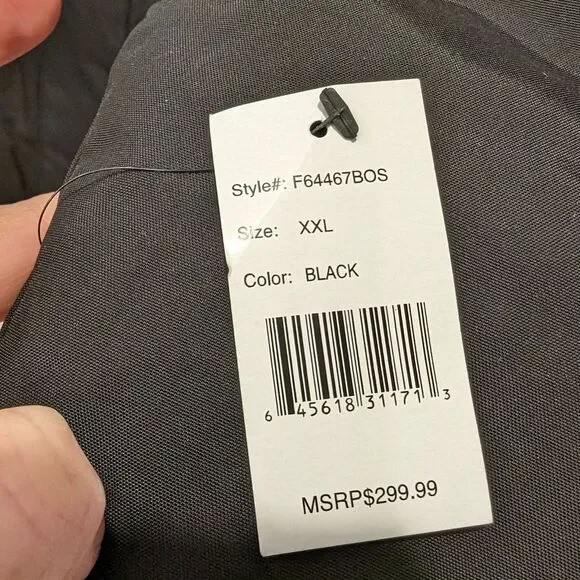 Style#: F64467BOS
Size: XXL
Color: BLACK
6 45618 31171 3
MSRP$299.99